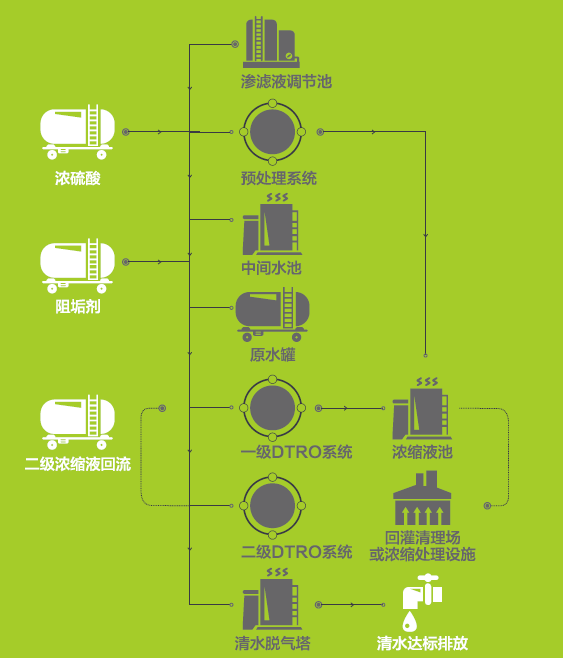 渗滤液调节池
浓硫酸
预处理系统
中间水池
阻垢剂
原水罐
一级DTRO系统
浓缩液池
二级浓缩液回流
回灌清理场
或浓缩处理设施
二级DTRO系统
清水脱气塔
清水达标排放